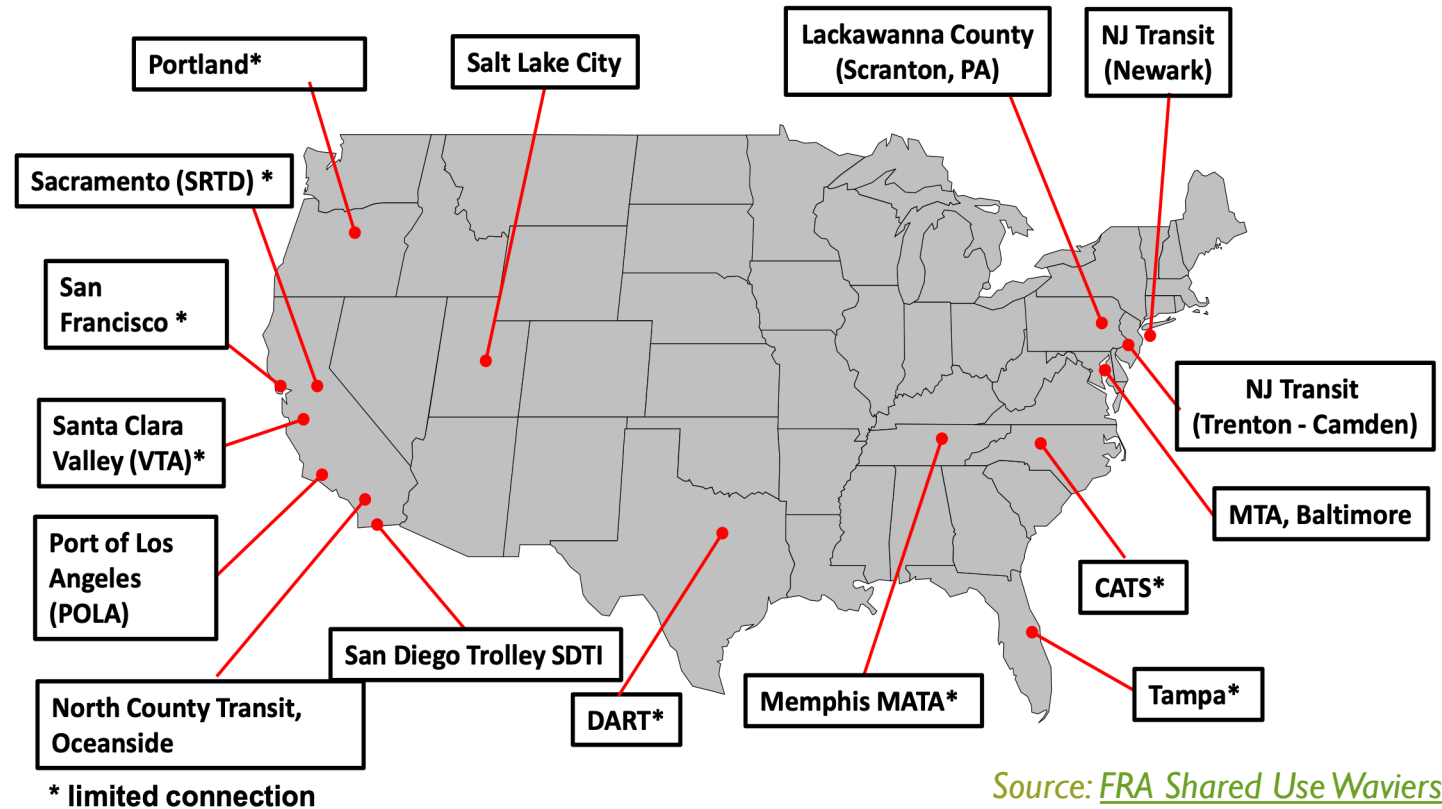 Portland*
Salt Lake City
Lackawanna County
(Scranton, PA)
NJ Transit
(Newark)
Sacramento (SRTD) *
San
Francisco *
Santa Clara
Valley (VTA)*
Port of Los
Angeles
(POLA)
North County Transit,
Oceanside
San Diego Trolley SDTI
DART*
Memphis MATA*
Tampa*
CATS*
MTA, Baltimore
NJ Transit
(Trenton - Camden)
* limited connection
Source: FRA Shared Use Waviers